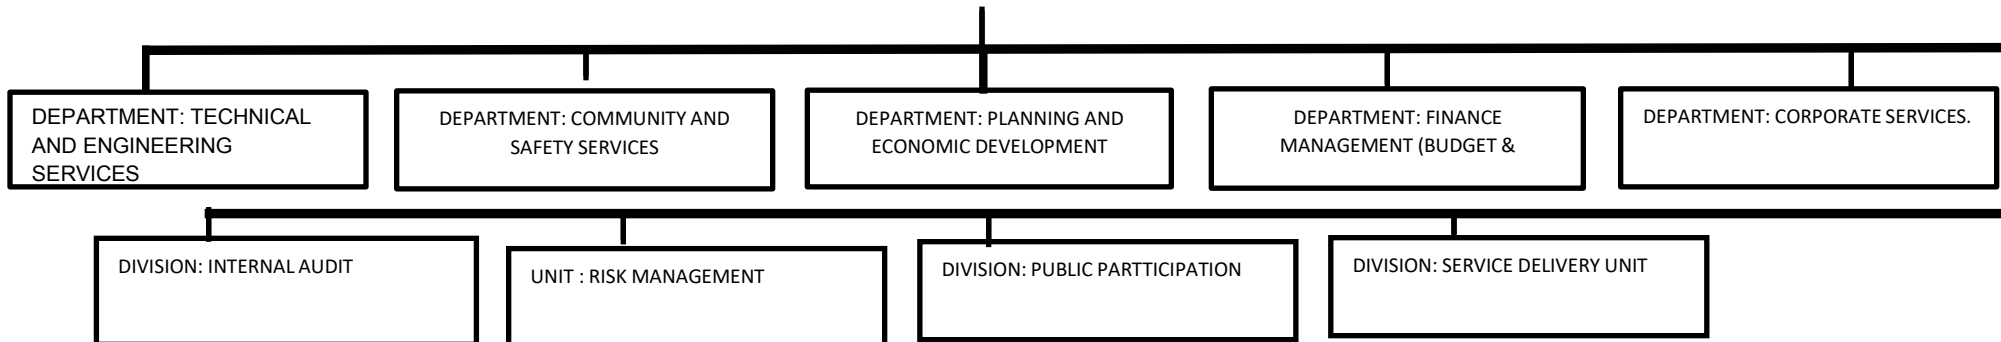 DEPARTMENT: TECHNICAL
AND ENGINEERING
SERVICES
DEPARTMENT: COMMUNITY AND
SAFETY SERVICES
DEPARTMENT: PLANNING AND
ECONOMIC DEVELOPMENT
DEPARTMENT: FINANCE
MANAGEMENT (BUDGET &
DEPARTMENT: CORPORATE SERVICES.
DIVISION: INTERNAL AUDIT
UNIT : RISK MANAGEMENT
DIVISION: PUBLIC PARTTICIPATION
DIVISION: SERVICE DELIVERY UNIT